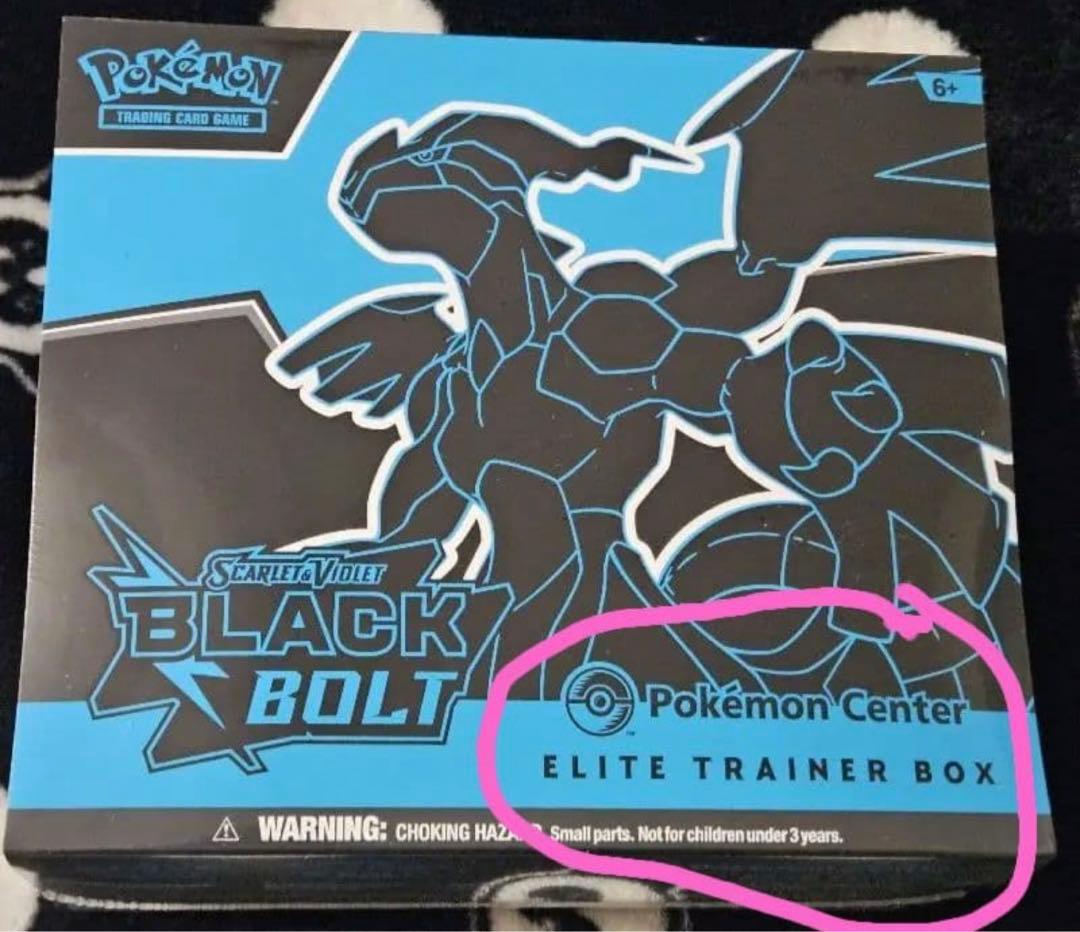 POKéMON
TRADING CARD GAME
6+
SCARLET & VIOLET
BLACK
BOLT
Pokémon Center
TM
ELITE TRAINER BOX
WARNING: CHOKING Small parts. Not for children under 3 years.